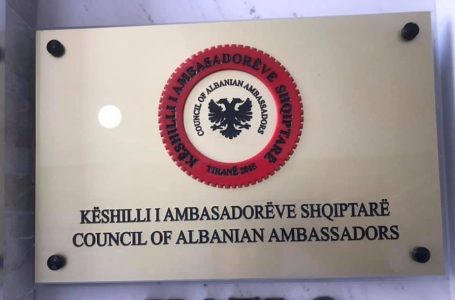 KËSHILLI I AMBASADORËVE SHQIPTARË
COUNCIL OF ALBANIAN AMBASSADORS
TIRANË 2015
KËSHILLI I AMBASADORËVE SHQIPTARË
COUNCIL OF ALBANIAN AMBASSADORS